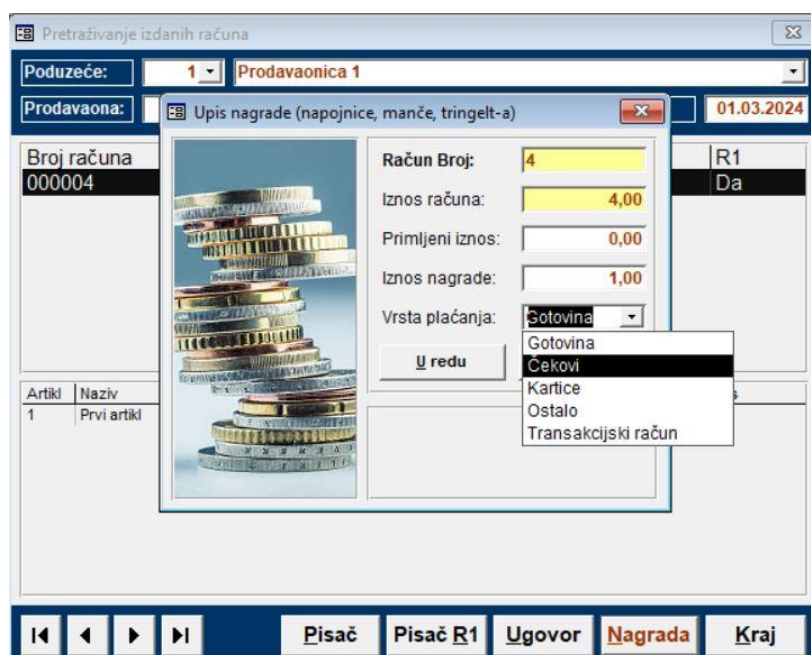 Pretraživanje izdanih računa
Poduzeće: 1 Prodavaonica 1
Prodavaona: 01.03.2024
Upis nagrade (napojnice, manče, tringelt-a)
Broj računa R1
000004 Da
Račun Broj: 4
Iznos računa: 4,00
Primljeni iznos: 0,00
Iznos nagrade: 1,00
Vrsta plaćanja: Gotovina
Gotovina
Čekovi
Kartice
Ostalo
Transakcijski račun
U redu
Artikl Naziv
1 Prvi artikl
Pisač Pisač R1 Ugovor Nagrada Kraj